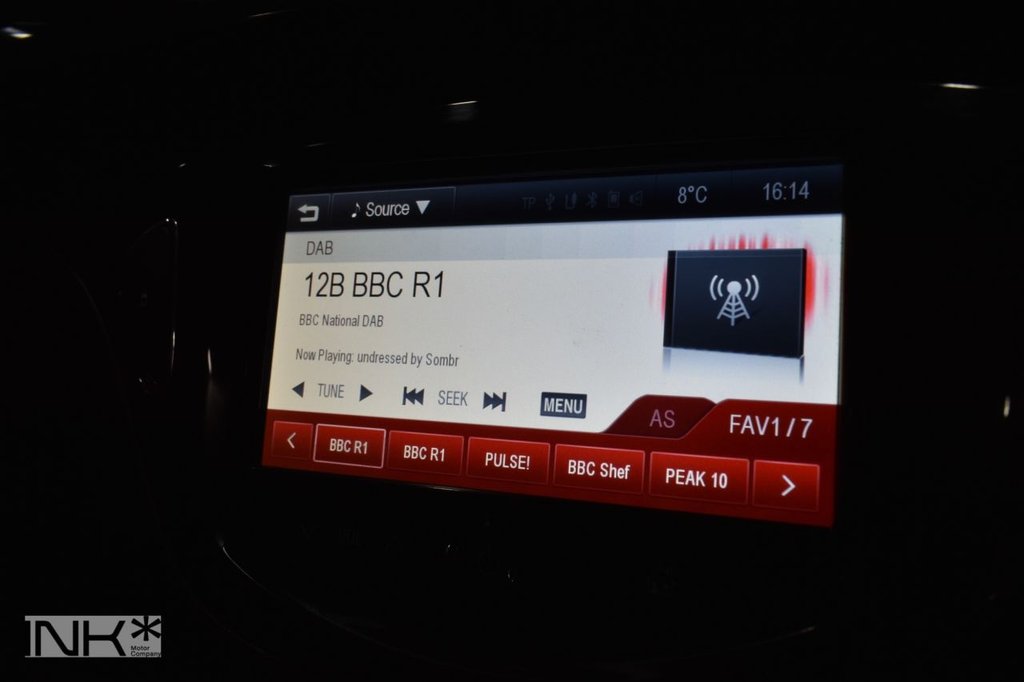 Source
TP
8°C
16:14
DAB
12B BBC R1
BBC National DAB
Now Playing: undressed by Sombr
TUNE
SEEK
MENU
AS
FAV1/7
BBC R1
BBC R1
PULSE!
BBC Shef
PEAK 10
NK*
Motor
Company